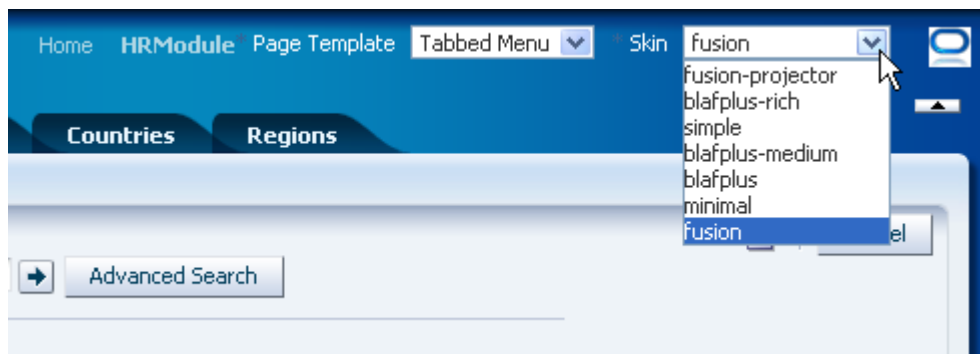 Home HRModule * Page Template Tabbed Menu * Skin fusion
fusion-projector
blafplus-rich
simple
blafplus-medium
blafplus
minimal
fusion
Countries Regions
el
Advanced Search